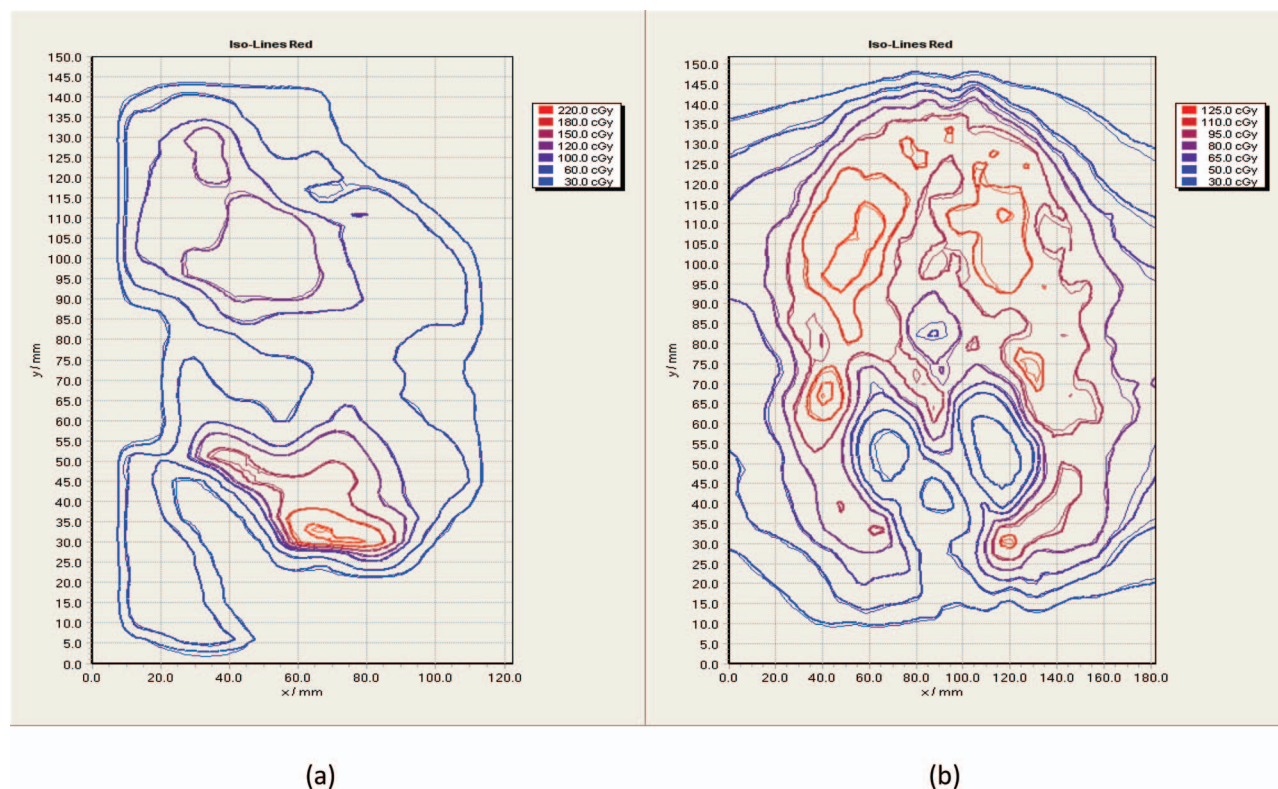 Iso-Lines Red
150.0
145.0
140.0
135.0
130.0
125.0
120.0
115.0
110.0
105.0
100.0
95.0
90.0
85.0
80.0
75.0
70.0
65.0
60.0
55.0
50.0
45.0
40.0
35.0
30.0
25.0
20.0
15.0
10.0
5.0
0.0
y / mm
0.0 20.0 40.0 60.0 80.0 100.0 120.0
x / mm
220.0 cGy
180.0 cGy
150.0 cGy
120.0 cGy
100.0 cGy
60.0 cGy
30.0 cGy
(a)
Iso-Lines Red
150.0
145.0
140.0
135.0
130.0
125.0
120.0
115.0
110.0
105.0
100.0
95.0
90.0
85.0
80.0
75.0
70.0
65.0
60.0
55.0
50.0
45.0
40.0
35.0
30.0
25.0
20.0
15.0
10.0
5.0
0.0
y / mm
0.0 20.0 40.0 60.0 80.0 100.0 120.0 140.0 160.0 180.0
x / mm
125.0 cGy
110.0 cGy
95.0 cGy
80.0 cGy
65.0 cGy
50.0 cGy
30.0 cGy
(b)